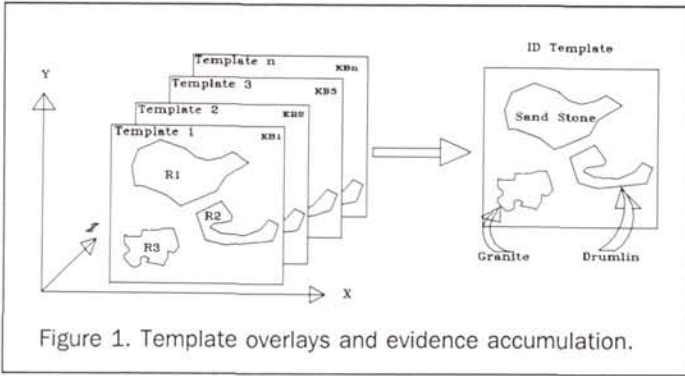 Y
Template n KBn
Template 3 KB3
Template 2 KB2
Template 1 KB1
R1
R2
R3
X
ID Template
Sand Stone
Granite
Drumlin
Figure 1. Template overlays and evidence accumulation.